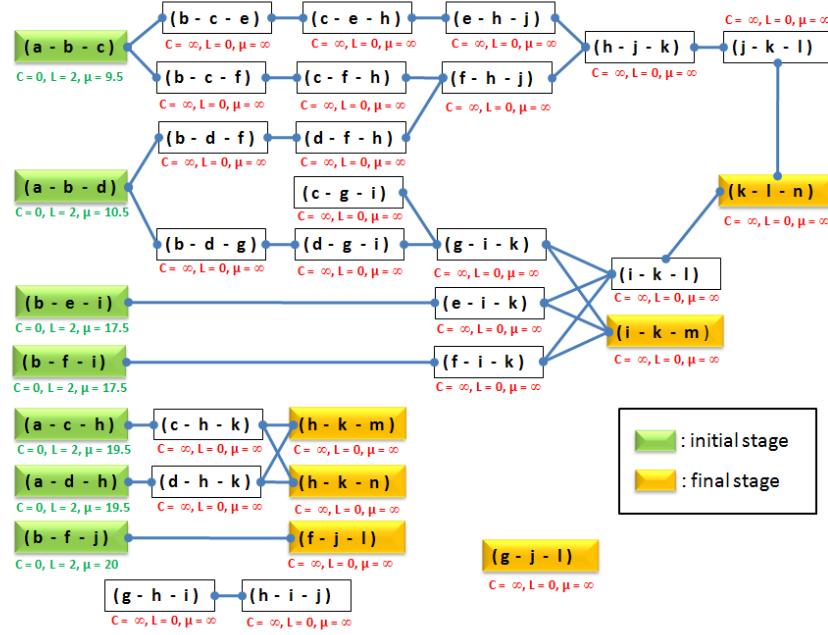 (b - c - e)
(c - e - h)
(e - h - j)
C = ∞, L = 0, μ = ∞
(a - b - c)
C = ∞, L = 0, μ = ∞
C = ∞, L = 0, μ = ∞
C = ∞, L = 0, μ = ∞
(h - j - k)
(j - k - l)
C = 0, L = 2, μ = 9.5
(b - c - f)
(c - f - h)
(f - h - j)
C = ∞, L = 0, μ = ∞
C = ∞, L = 0, μ = ∞
C = ∞, L = 0, μ = ∞
C = ∞, L = 0, μ = ∞
(b - d - f)
(d - f - h)
C = ∞, L = 0, μ = ∞
C = ∞, L = 0, μ = ∞
(a - b - d)
(c - g - i)
(k - l - n)
C = 0, L = 2, μ = 10.5
C = ∞, L = 0, μ = ∞
C = ∞, L = 0, μ = ∞
(b - d - g)
(d - g - i)
(g - i - k)
C = ∞, L = 0, μ = ∞
C = ∞, L = 0, μ = ∞
C = ∞, L = 0, μ = ∞
(i - k - l)
C = ∞, L = 0, μ = ∞
(b - e - i)
(e - i - k)
C = 0, L = 2, μ = 17.5
C = ∞, L = 0, μ = ∞
(i - k - m)
C = ∞, L = 0, μ = ∞
(b - f - i)
(f - i - k)
C = 0, L = 2, μ = 17.5
C = ∞, L = 0, μ = ∞
(a - c - h)
(c - h - k)
(h - k - m)
C = 0, L = 2, μ = 19.5
C = ∞, L = 0, μ = ∞
C = ∞, L = 0, μ = ∞
: initial stage
(a - d - h)
(d - h - k)
(h - k - n)
: final stage
C = 0, L = 2, μ = 19.5
C = ∞, L = 0, μ = ∞
C = ∞, L = 0, μ = ∞
(b - f - j)
(f - j - l)
C = 0, L = 2, μ = 20
C = ∞, L = 0, μ = ∞
(g - j - l)
C = ∞, L = 0, μ = ∞
(g - h - i)
(h - i - j)
C = ∞, L = 0, μ = ∞
C = ∞, L = 0, μ = ∞